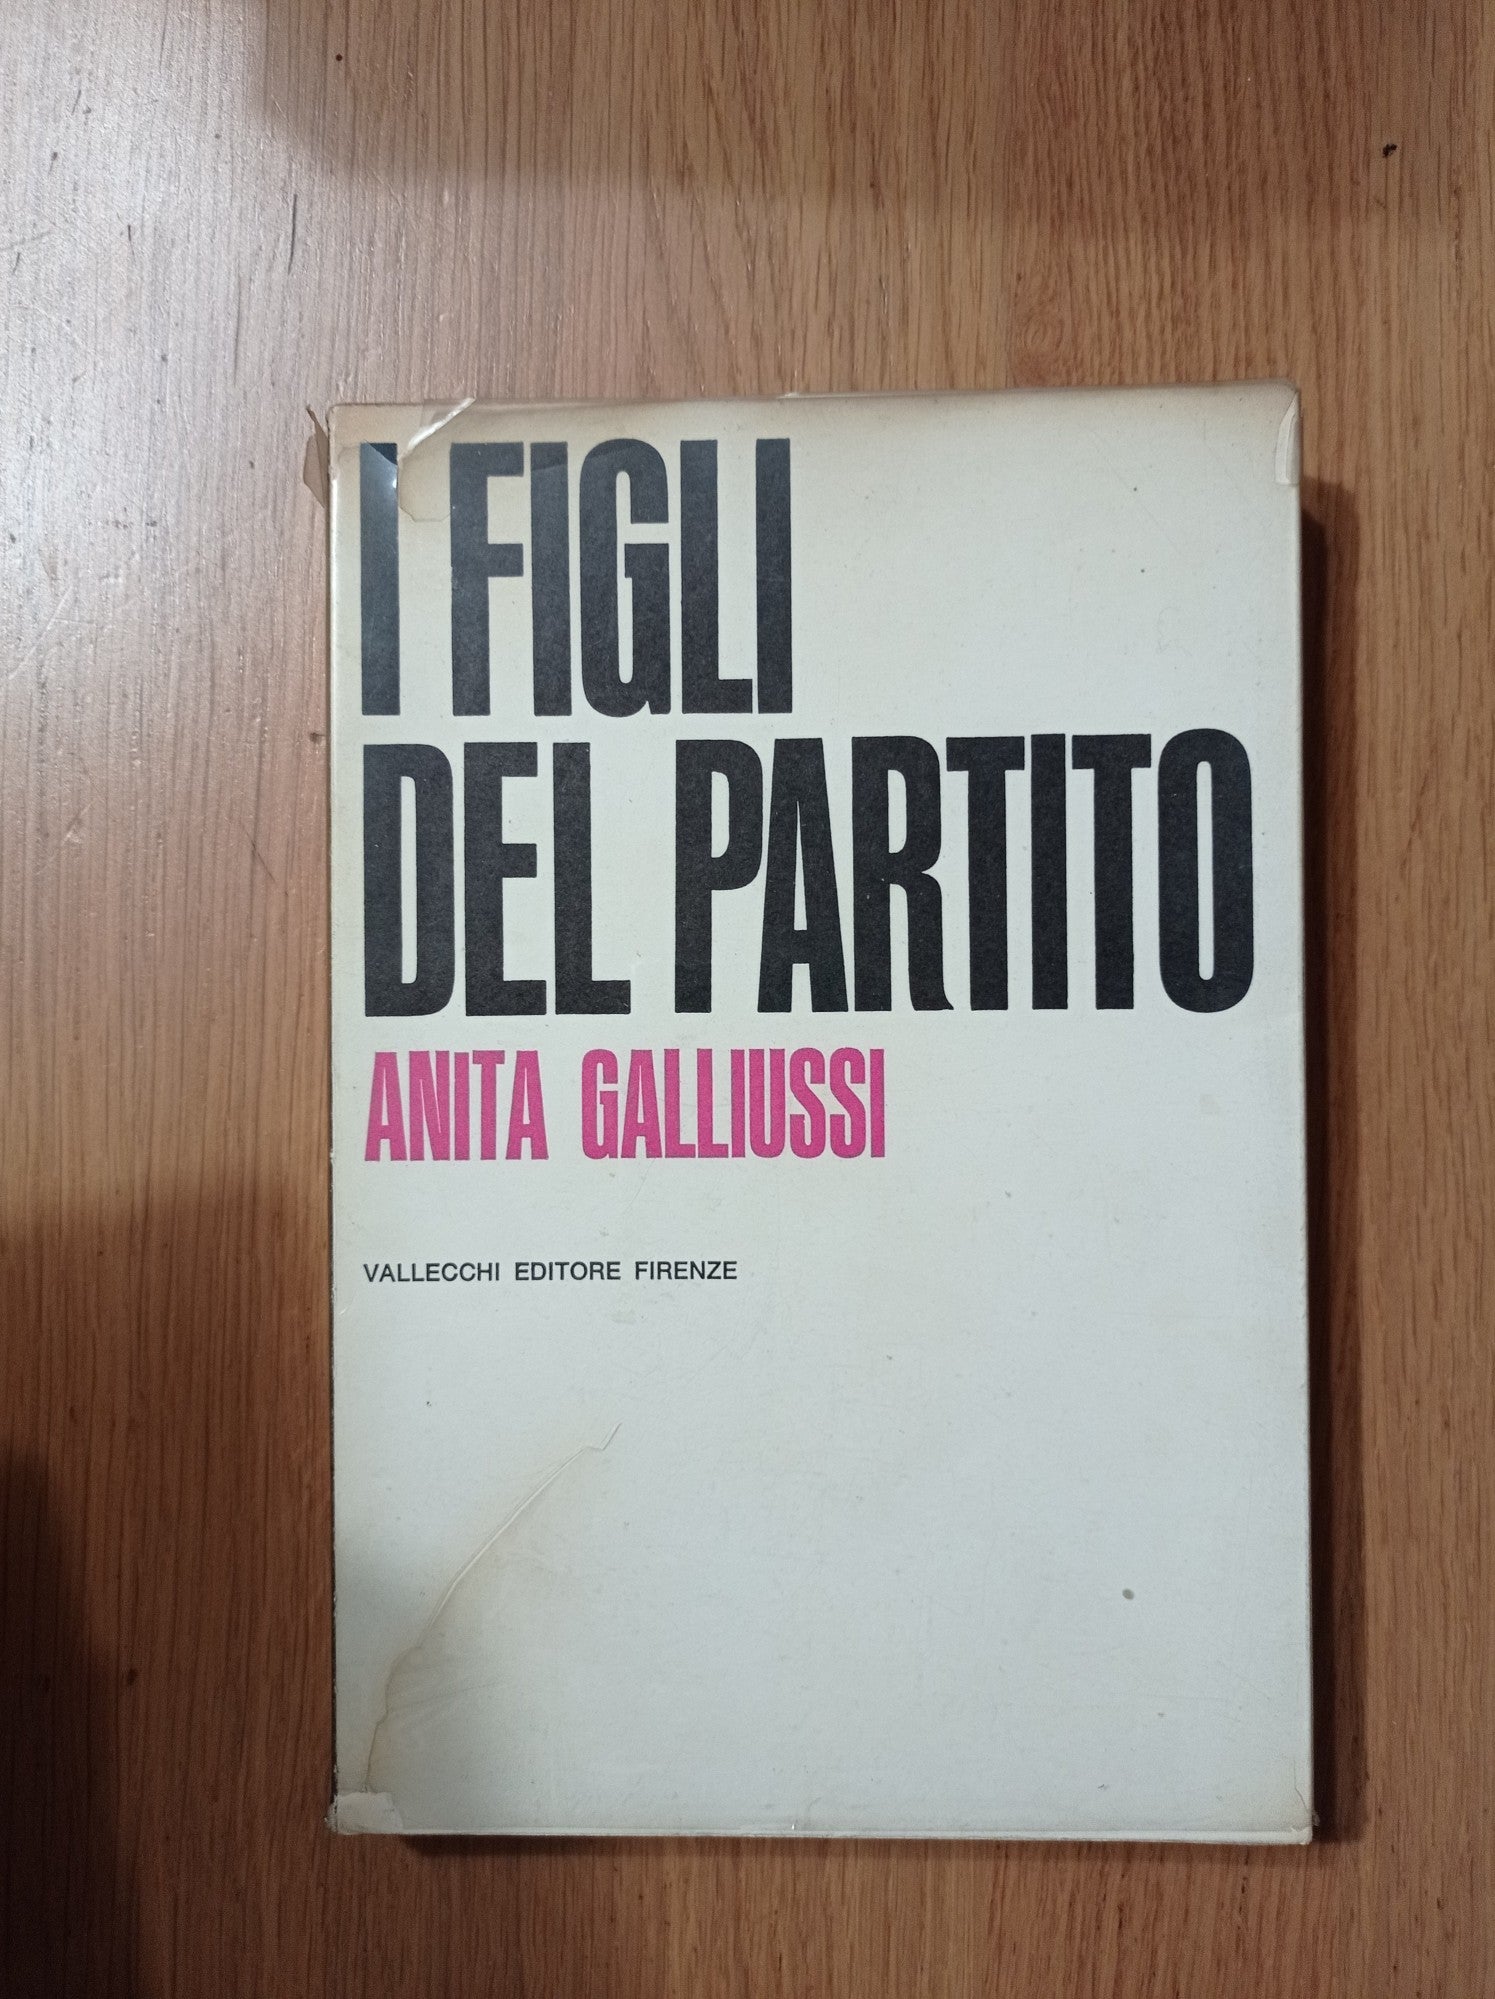 I FIGLI
DEL PARTITO
ANITA GALLIUSSI
VALLECCHI EDITORE FIRENZE